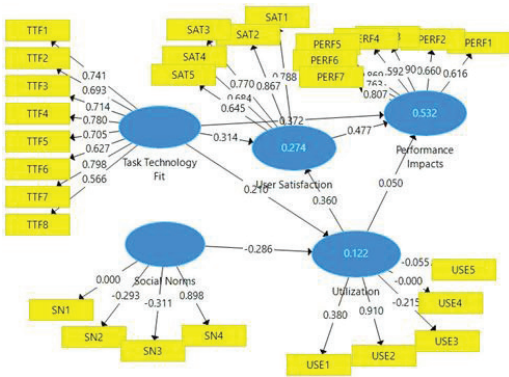 SAT1
SAT3
SAT2
TTF1
PERF5
PERF4
PERF2
PERF1
SAT4
PERF6
TTF2
SAT5
PERF7
0.741
0.770
0.867
0.788
0.660
0.616
0.693
0.645
0.807
TTF3
0.714
TTF4
0.780
0.372
0.532
TTF5
0.705
0.314
0.477
0.627
0.274
TTF6
0.798
Task Technology
Fit
Performance
Impacts
0.566
User Satisfaction
TTF7
0.210
0.050
0.360
TTF8
-0.286
0.122
-0.055
USE5
Social Norms
-0.000
0.000
Utilization
USE4
-0.293
-0.311
0.898
-0.215
SN1
0.380
0.910
SN2
SN4
USE3
SN3
USE1
USE2